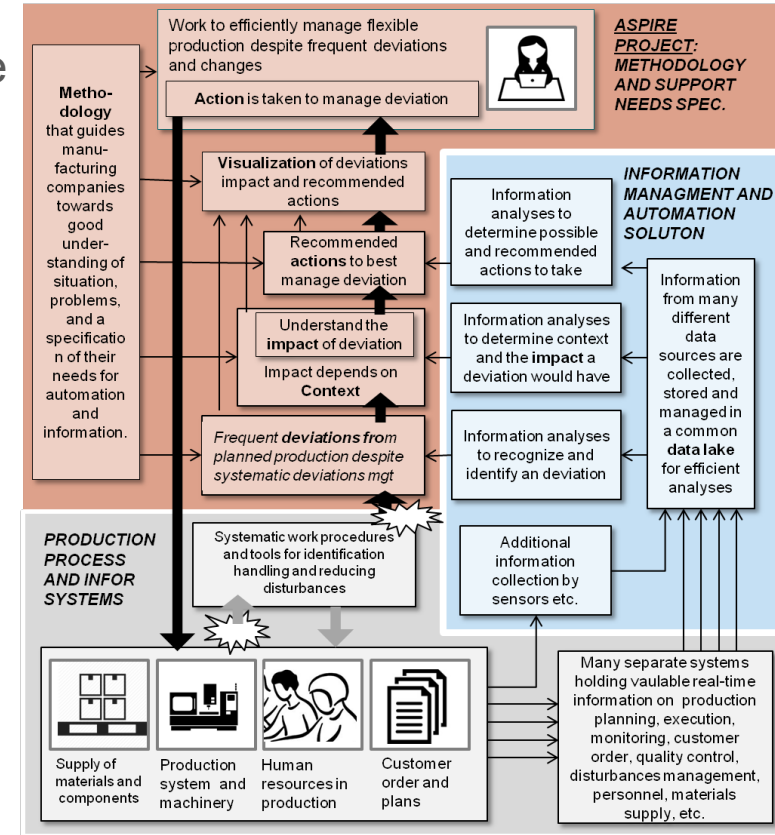 e
Work to efficiently manage flexible
production despite frequent deviations
and changes
Action is taken to manage deviation
ASPIRE
PROJECT:
METHODOLOGY
AND SUPPORT
NEEDS SPEC.
Metho-
dology
that guides
manu-
facturing
companies
towards
good
under-
standing of
situation,
problems,
and a
specificatio
n of their
needs for
automation
and
information.
Visualization of deviations
impact and recommended
actions
Recommended
actions to best
manage deviation
Understand the
impact of deviation
Impact depends on
Context
Frequent deviations from
planned production despite
systematic deviations mgt
INFORMATION
MANAGMENT AND
AUTOMATION
SOLUTON
Information
analyses to
determine possible
and recommended
actions to take
Information analyses
to determine context
and the impact a
deviation would have
Information analyses
to recognize and
identify an deviation
Information
from many
different
data
sources are
collected,
stored and
managed in
a common
data lake
for efficient
analyses
Additional
information
collection by
sensors etc.
PRODUCTION
PROCESS
AND INFOR
SYSTEMS
Systematic work procedures
and tools for identification
handling and reducing
disturbances
Supply of
materials and
components
Production
system and
machinery
Human
resources in
production
Customer
order and
plans
Many separate systems
holding vaulable real-time
information on production
planning, execution,
monitoring, customer
order, quality control,
disturbances management,
personnel, materials
supply, etc.